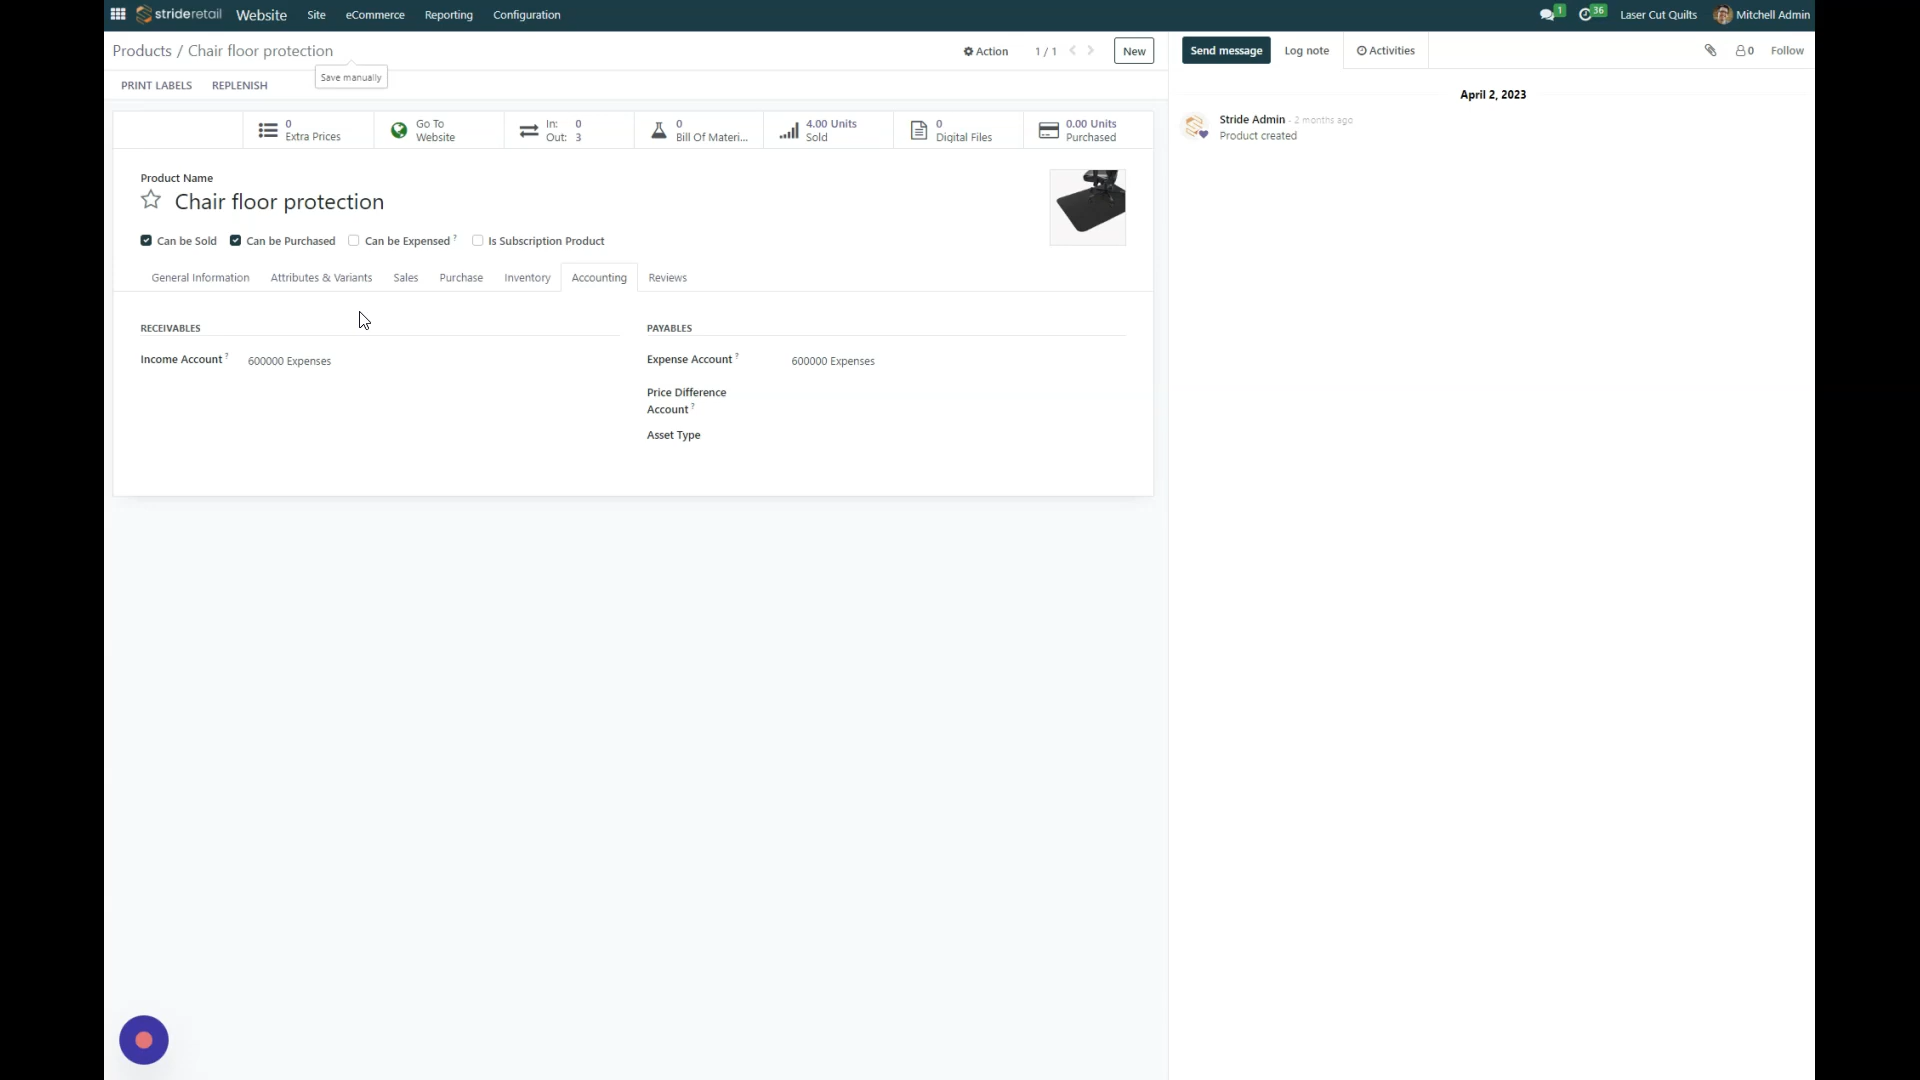 strideretail Website Site eCommerce Reporting Configuration 1 36 Laser Cut Quilts Mitchell Admin
Products / Chair floor protection Action 1 / 1 New Send message Log note Activities 0 Follow
Save manually
PRINT LABELS REPLENISH
April 2, 2023
Stride Admin - 2 months ago
Product created
0 Extra Prices
Go To Website
In: 0
Out: 3
0 Bill Of Materi...
4.00 Units Sold
0 Digital Files
0.00 Units Purchased
Product Name
Chair floor protection
Can be Sold Can be Purchased Can be Expensed ? Is Subscription Product
General Information Attributes & Variants Sales Purchase Inventory Accounting Reviews
RECEIVABLES
Income Account ? 600000 Expenses
PAYABLES
Expense Account ? 600000 Expenses
Price Difference
Account ?
Asset Type